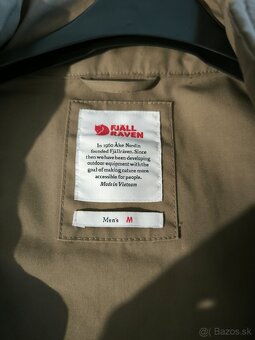 FJÄLL
RÄVEN
In 1960 Åke Nordin
founded Fjällräven. Since
then we have been developing
outdoor equipment with the
goal of making nature more
accessible for people.
Made in Vietnam
Men's M
© Bazos.sk